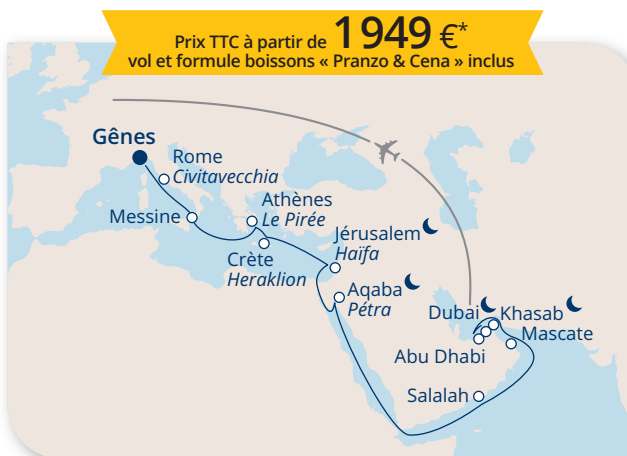 Prix TTC à partir de 1 949 €*
vol et formule boissons « Pranzo & Cena » inclus
Gênes
Rome
Civitavecchia
Messine
Athènes
Le Pirée
Crète
Heraklion
Jérusalem
Haïfa
Aqaba
Pétra
Dubai
Khasab
Mascate
Abu Dhabi
Salalah